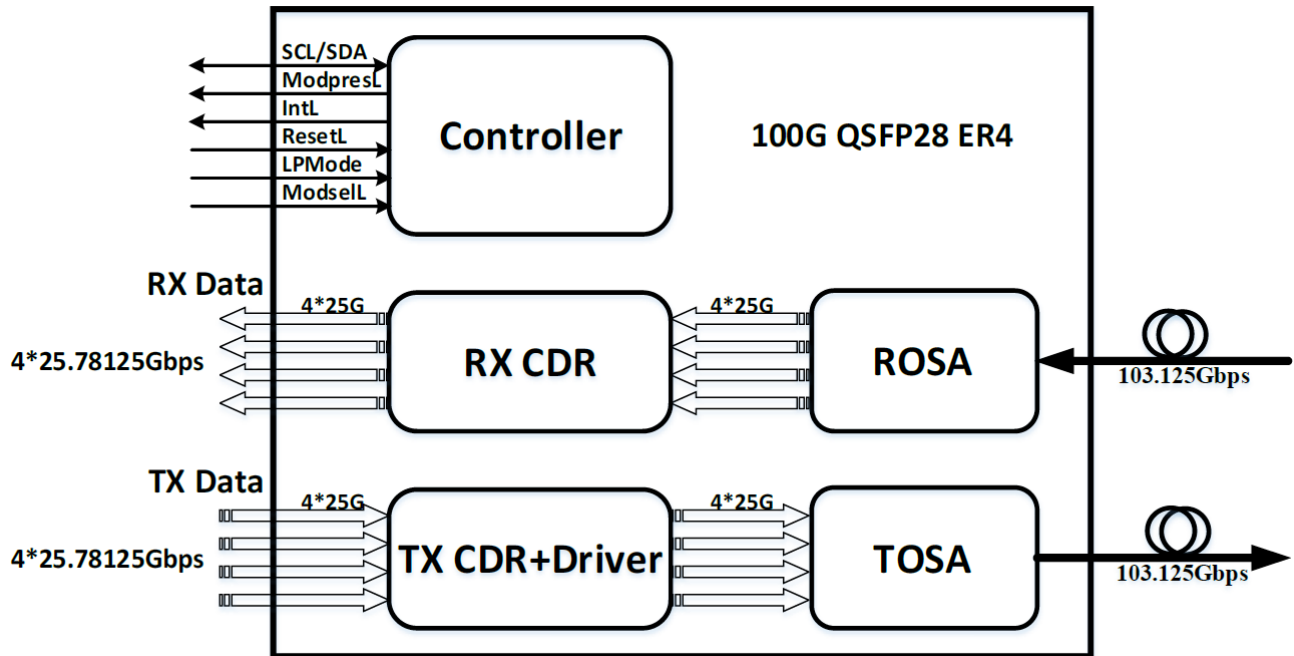 SCL/SDA
ModpresL
IntL
ResetL
LPMode
ModselL
Controller
100G QSFP28 ER4
RX Data
4*25G
4*25G
4*25.78125Gbps
RX CDR
ROSA
103.125Gbps
TX Data
4*25G
4*25G
4*25.78125Gbps
TX CDR+Driver
TOSA
103.125Gbps